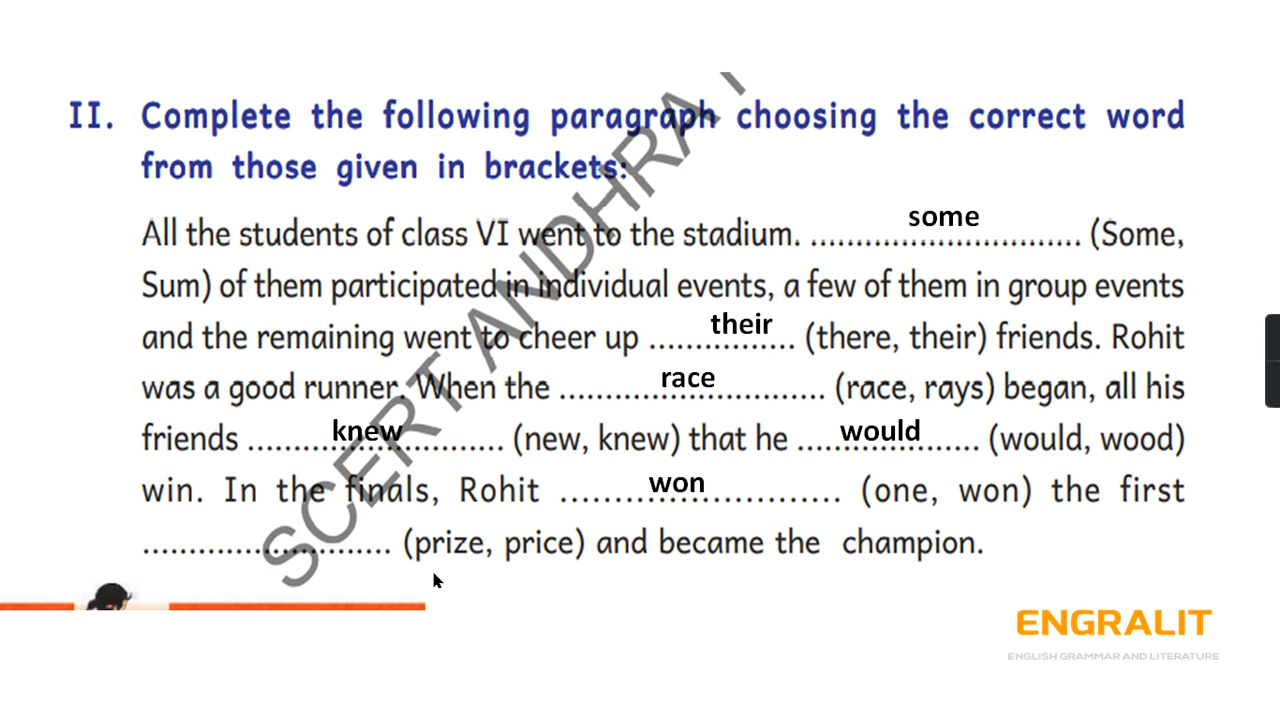 II. Complete the following paragraph choosing the correct word
from those given in brackets:
All the students of class VI went to the stadium. some .............................. (Some,
Sum) of them participated in individual events, a few of them in group events
and the remaining went to cheer up their ................ (there, their) friends. Rohit
was a good runner. When the race ............................. (race, rays) began, all his
friends knew ............................ (new, knew) that he would .................... (would, wood)
win. In the finals, Rohit won ......................... (one, won) the first
........................... (prize, price) and became the champion.
SCERT ANDHRA
ENGRALIT
ENGLISH GRAMMAR AND LITERATURE